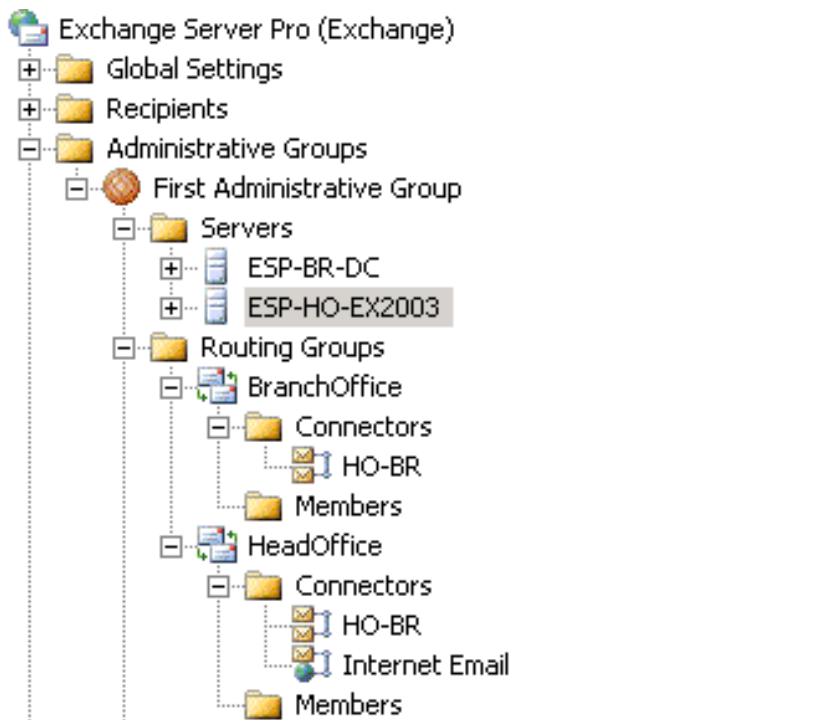 Exchange Server Pro (Exchange)
Global Settings
Recipients
Administrative Groups
First Administrative Group
Servers
ESP-BR-DC
ESP-HO-EX2003
Routing Groups
BranchOffice
Connectors
HO-BR
Members
HeadOffice
Connectors
HO-BR
Internet Email
Members